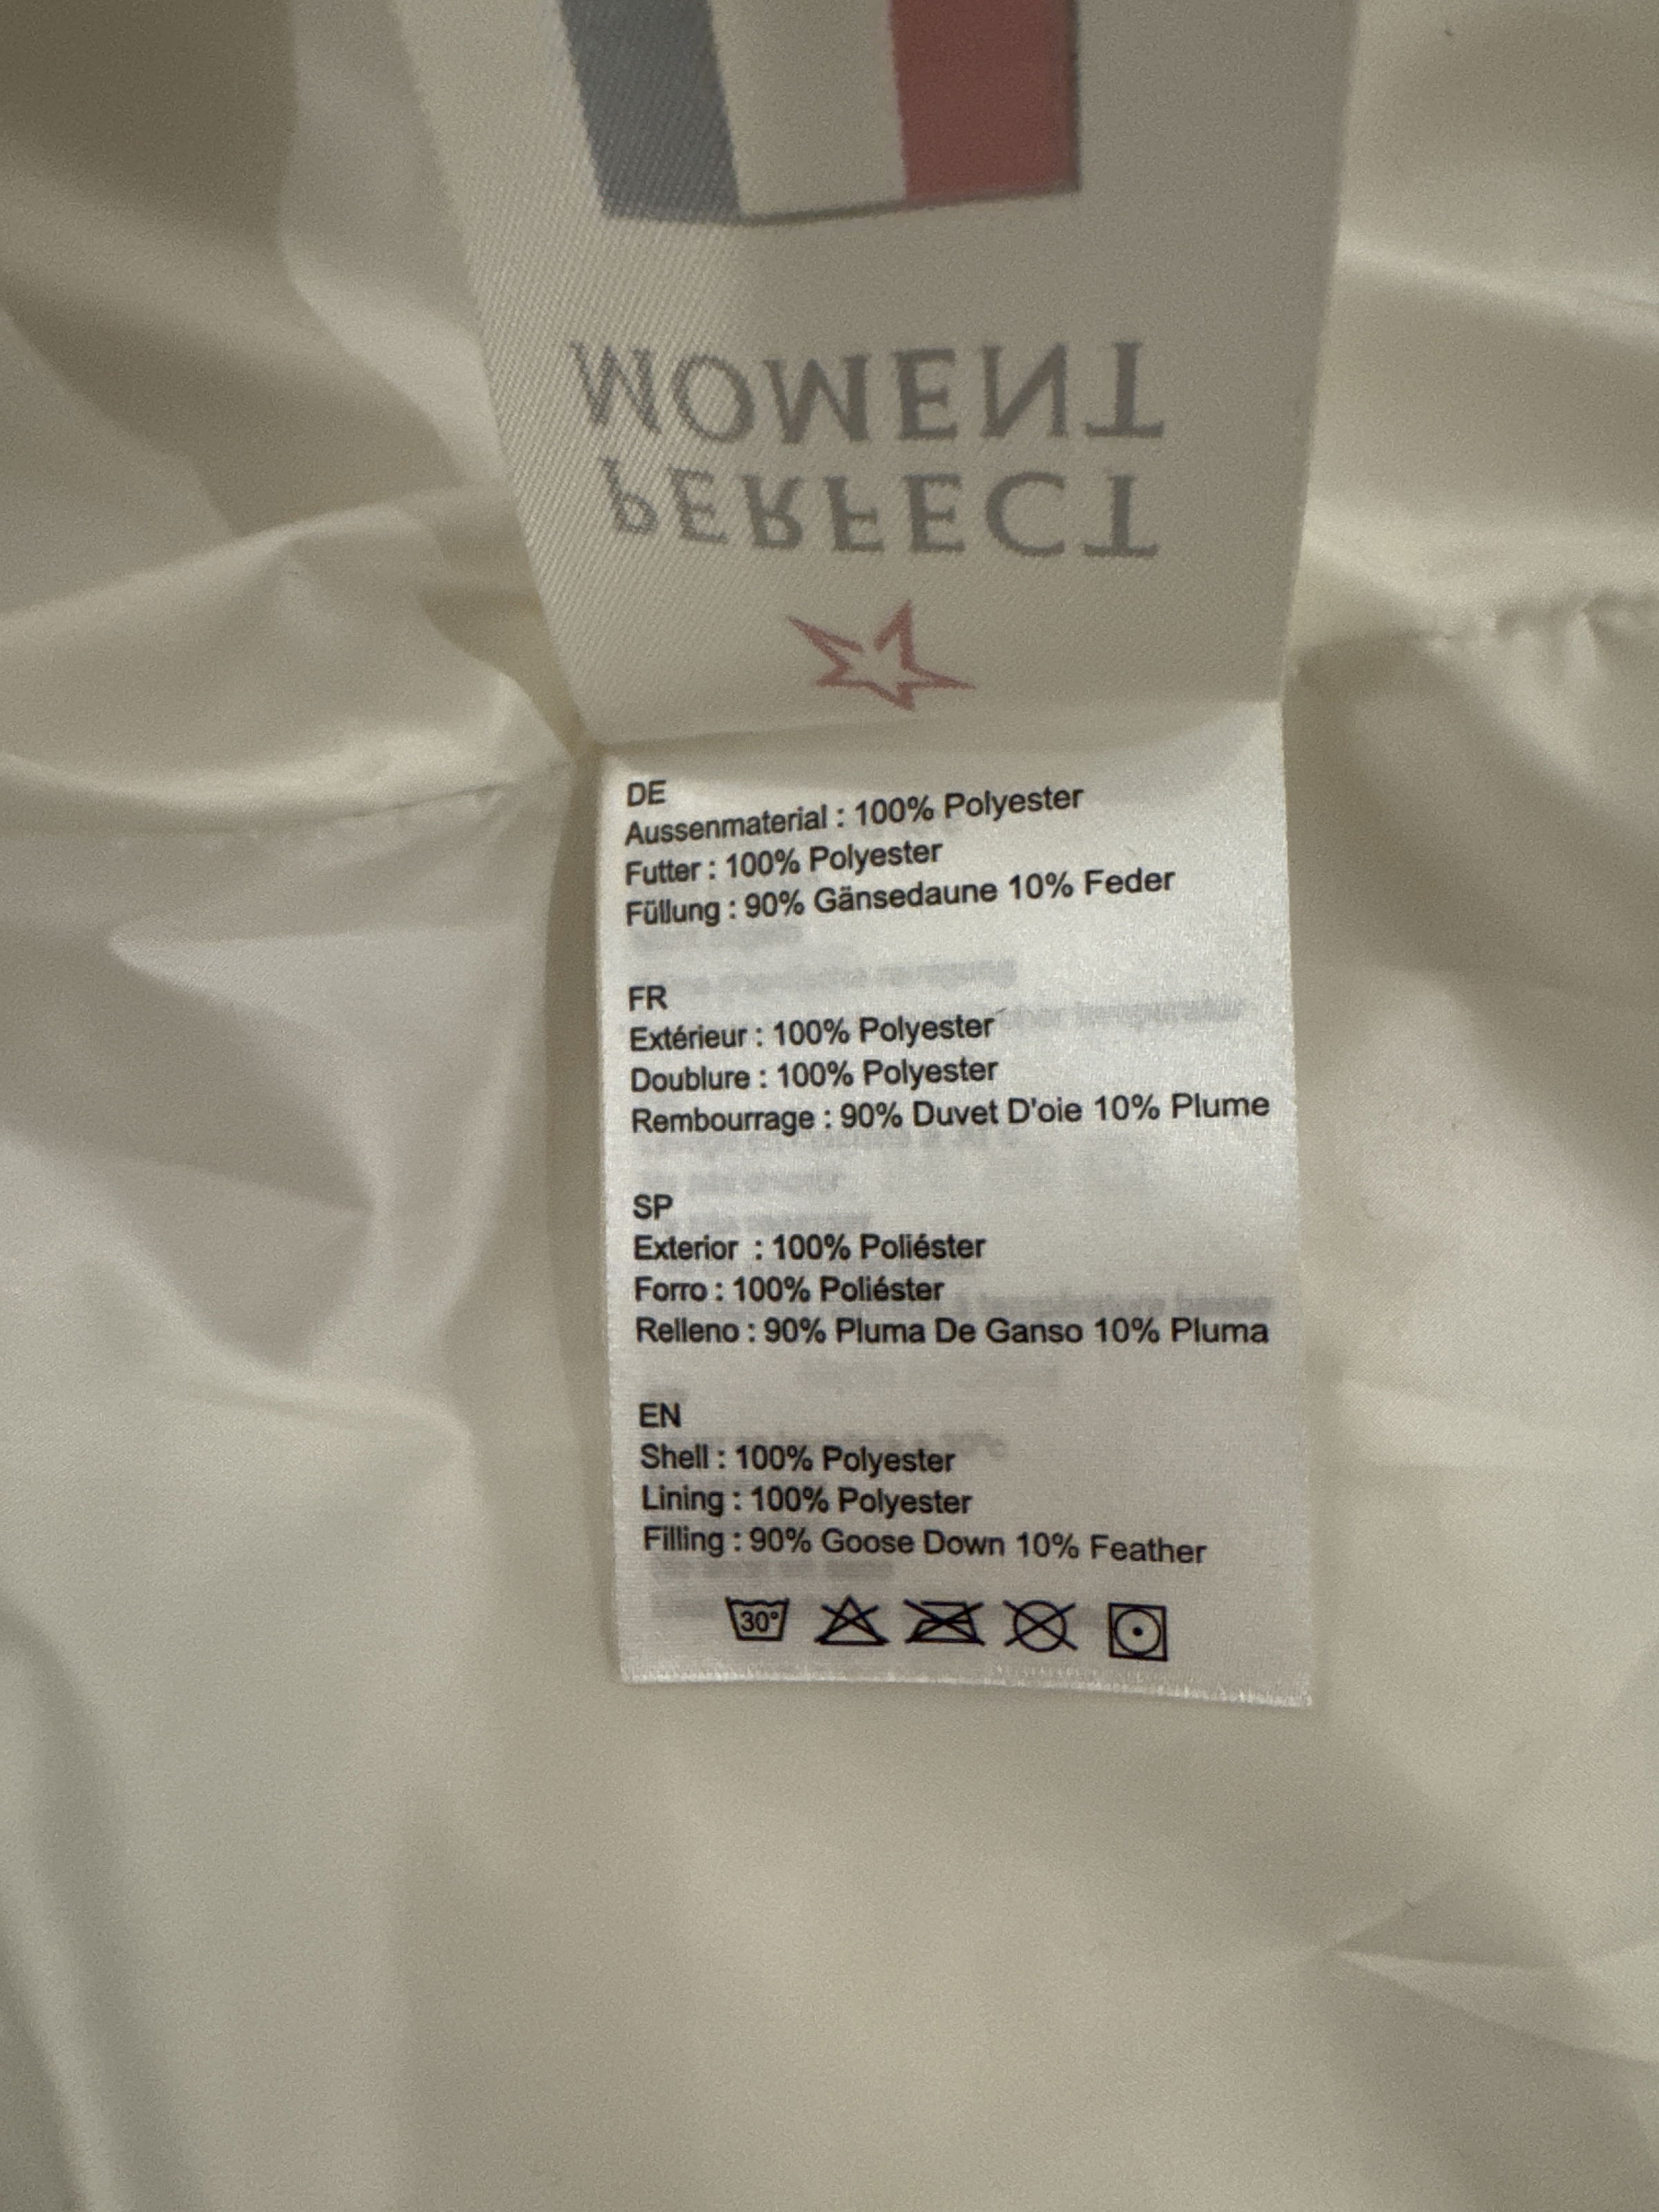 PERFECT
MOMENT
DE
Aussenmaterial : 100% Polyester
Futter : 100% Polyester
Füllung : 90% Gänsedaune 10% Feder
FR
Extérieur : 100% Polyester
Doublure : 100% Polyester
Rembourrage : 90% Duvet D'oie 10% Plume
SP
Exterior : 100% Poliéster
Forro : 100% Poliéster
Relleno : 90% Pluma De Ganso 10% Pluma
EN
Shell : 100% Polyester
Lining : 100% Polyester
Filling : 90% Goose Down 10% Feather
30°